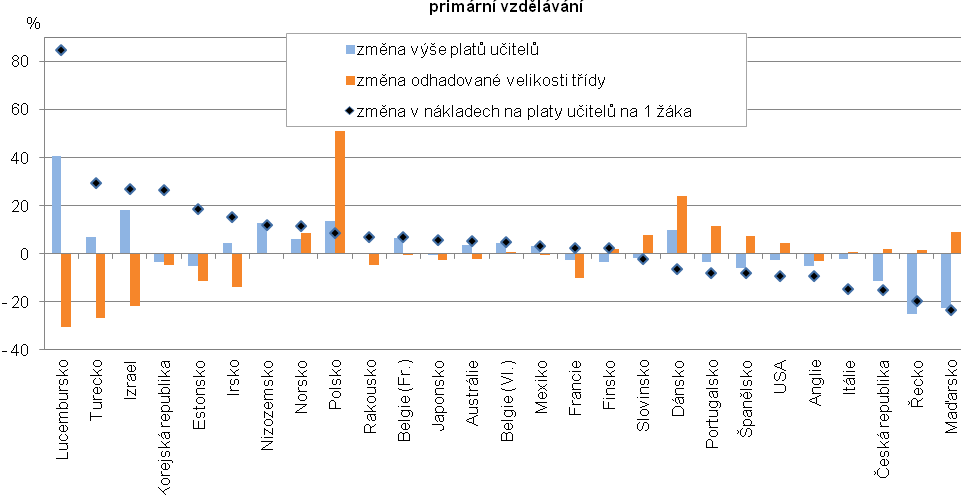 primární vzdělávání
%
změna výše platů učitelů
změna odhadované velikosti třídy
změna v nákladech na platy učitelů na 1 žáka
80
60
40
20
0
-20
-40
Lucembursko
Turecko
Izrael
Korejská republika
Estonsko
Irsko
Nizozemsko
Norsko
Polsko
Rakousko
Belgie (Fr.)
Japonsko
Austrálie
Belgie (Vl.)
Mexiko
Francie
Finsko
Slovinsko
Dánsko
Portugalsko
Španělsko
USA
Anglie
Itálie
Česká republika
Řecko
Maďarsko